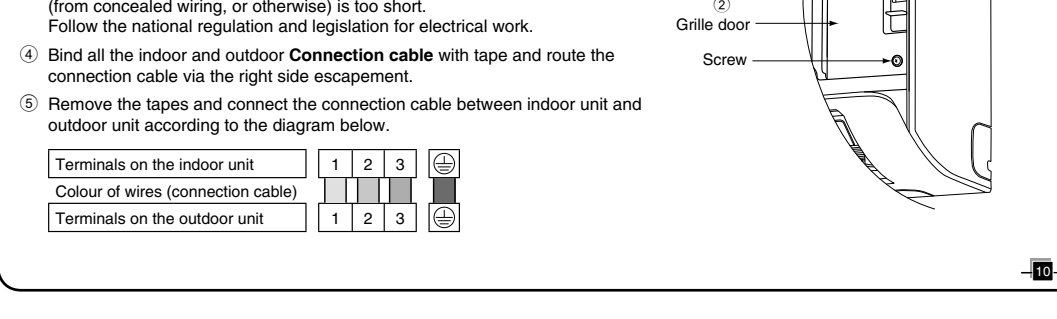 (from concealed wiring, or otherwise) is too short.
Follow the national regulation and legislation for electrical work.
④ Bind all the indoor and outdoor Connection cable with tape and route the
connection cable via the right side escapement.
⑤ Remove the tapes and connect the connection cable between indoor unit and
outdoor unit according to the diagram below.
Terminals on the indoor unit 1 2 3
Colour of wires (connection cable)
Terminals on the outdoor unit 1 2 3
②
Grille door
Screw
10